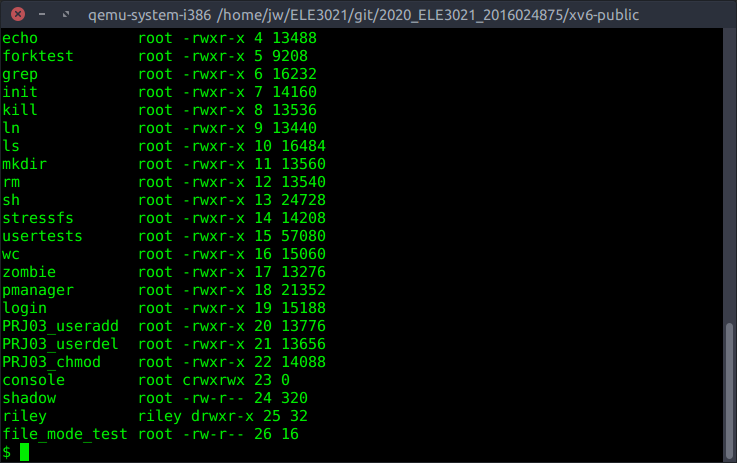 qemu-system-i386 /home/jw/ELE3021/git/2020_ELE3021_2016024875/xv6-public
echo root -rwxr-x 4 13488
forktest root -rwxr-x 5 9208
grep root -rwxr-x 6 16232
init root -rwxr-x 7 14160
kill root -rwxr-x 8 13536
ln root -rwxr-x 9 13440
ls root -rwxr-x 10 16484
mkdir root -rwxr-x 11 13560
rm root -rwxr-x 12 13540
sh root -rwxr-x 13 24728
stressfs root -rwxr-x 14 14208
usertests root -rwxr-x 15 57080
wc root -rwxr-x 16 15060
zombie root -rwxr-x 17 13276
pmanager root -rwxr-x 18 21352
login root -rwxr-x 19 15188
PRJ03_useradd root -rwxr-x 20 13776
PRJ03_userdel root -rwxr-x 21 13656
PRJ03_chmod root -rwxr-x 22 14088
console root crwxrwx 23 0
shadow root -rw-r-- 24 320
riley riley drwxr-x 25 32
file_mode_test root -rw-r-- 26 16
$